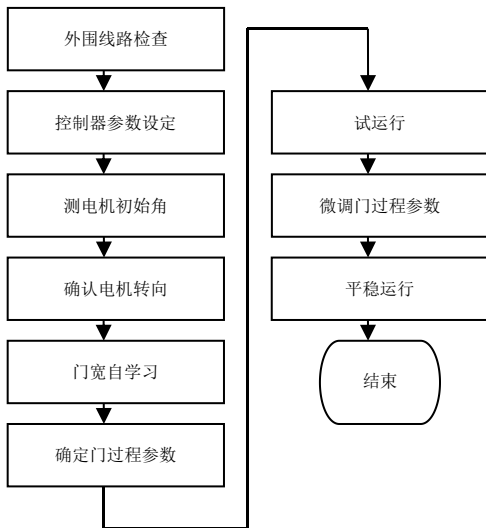 外围线路检查
控制器参数设定
测电机初始角
确认电机转向
门宽自学习
确定门过程参数
试运行
微调门过程参数
平稳运行
结束